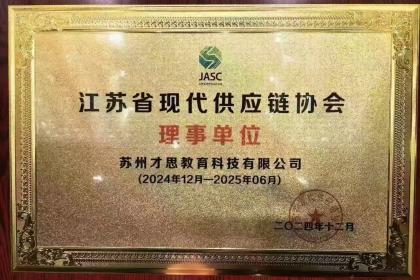 JASC
江苏省现代供应链协会
理事单位
苏州才思教育科技有限公司
(2024年12月—2025年06月)
二〇二四年十二月